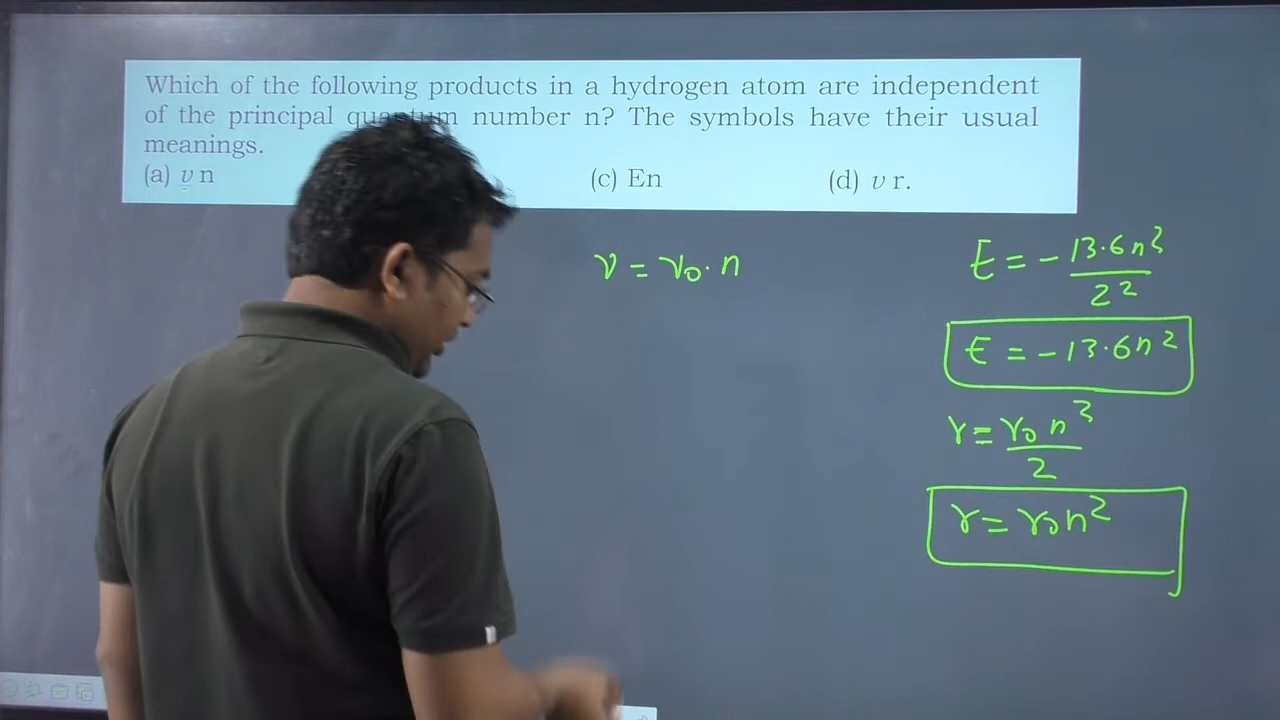 Which of the following products in a hydrogen atom are independent
of the principal number n? The symbols have their usual
meanings.
(a) υ n (c) En (d) υ r.
ν = ν₀ · n
E = - 13.6 n² / 2²
E = - 13.6 n²
r = r₀ n² / 2
r = r₀ n²